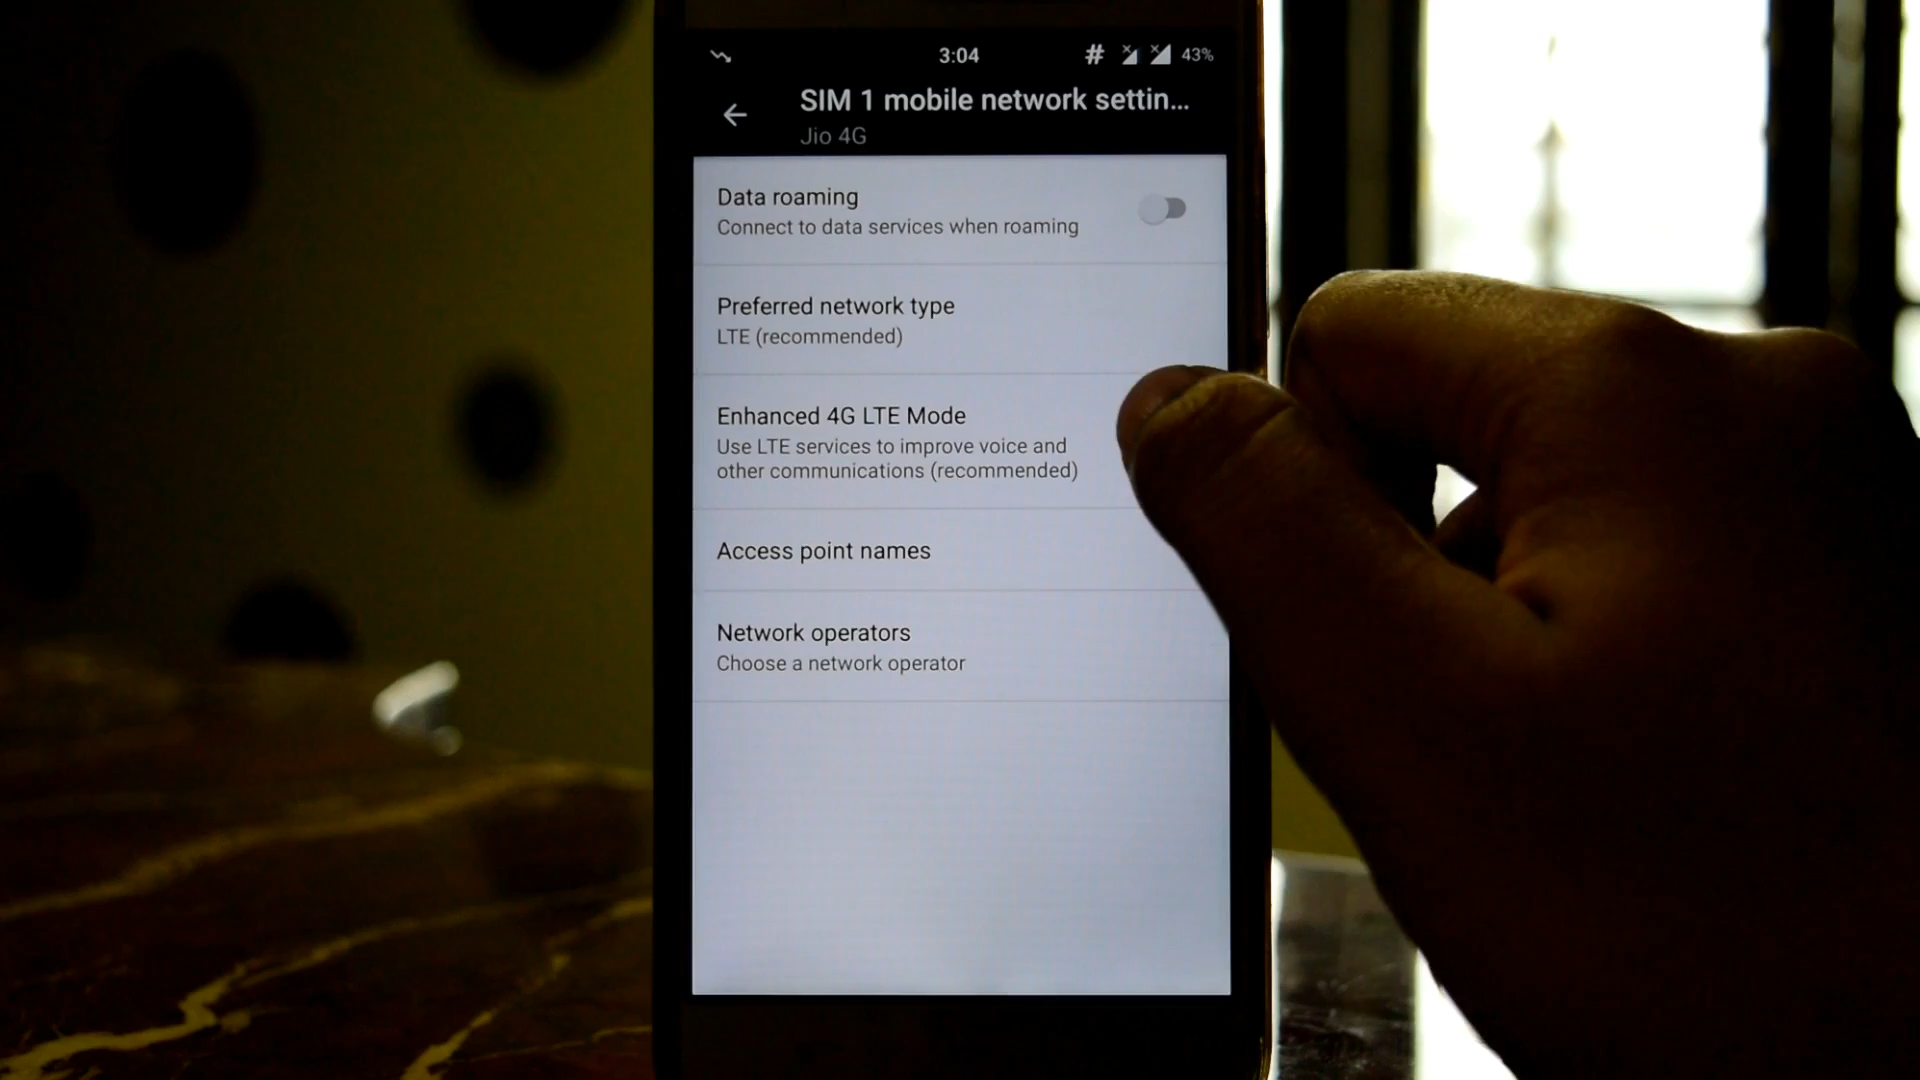 3:04 # 43%
SIM 1 mobile network settin...
Jio 4G
Data roaming
Connect to data services when roaming
Preferred network type
LTE (recommended)
Enhanced 4G LTE Mode
Use LTE services to improve voice and
other communications (recommended)
Access point names
Network operators
Choose a network operator